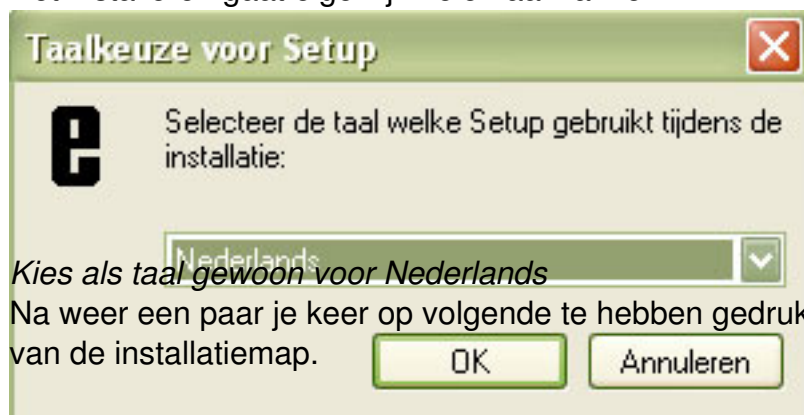 Taalkeuze voor Setup
e
Selecteer de taal welke Setup gebruikt tijdens de
installatie:
Nederlands
Kies als taal gewoon voor Nederlands
Na weer een paar je keer op volgende te hebben gedruk
van de installatiemap.
OK Annuleren